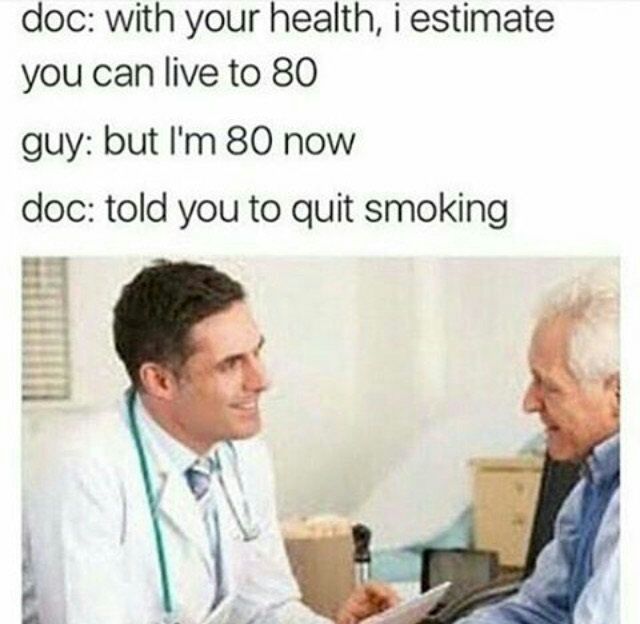 doc: with your health, i estimate
you can live to 80
guy: but I'm 80 now
doc: told you to quit smoking